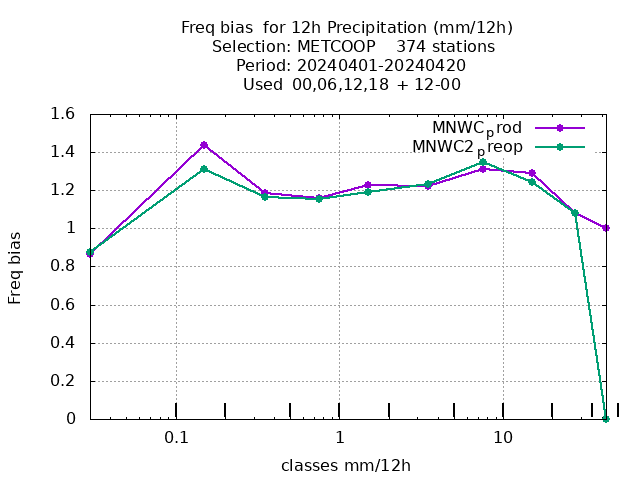 Freq bias  for 12h Precipitation (mm/12h)
Selection: METCOOP    374 stations
Period: 20240401-20240420
Used  00,06,12,18 + 12-00
MNWCprod
MNWC2preop
1.6
1.4
1.2
1
0.8
0.6
0.4
0.2
0
Freq bias
0.1
1
10
classes mm/12h